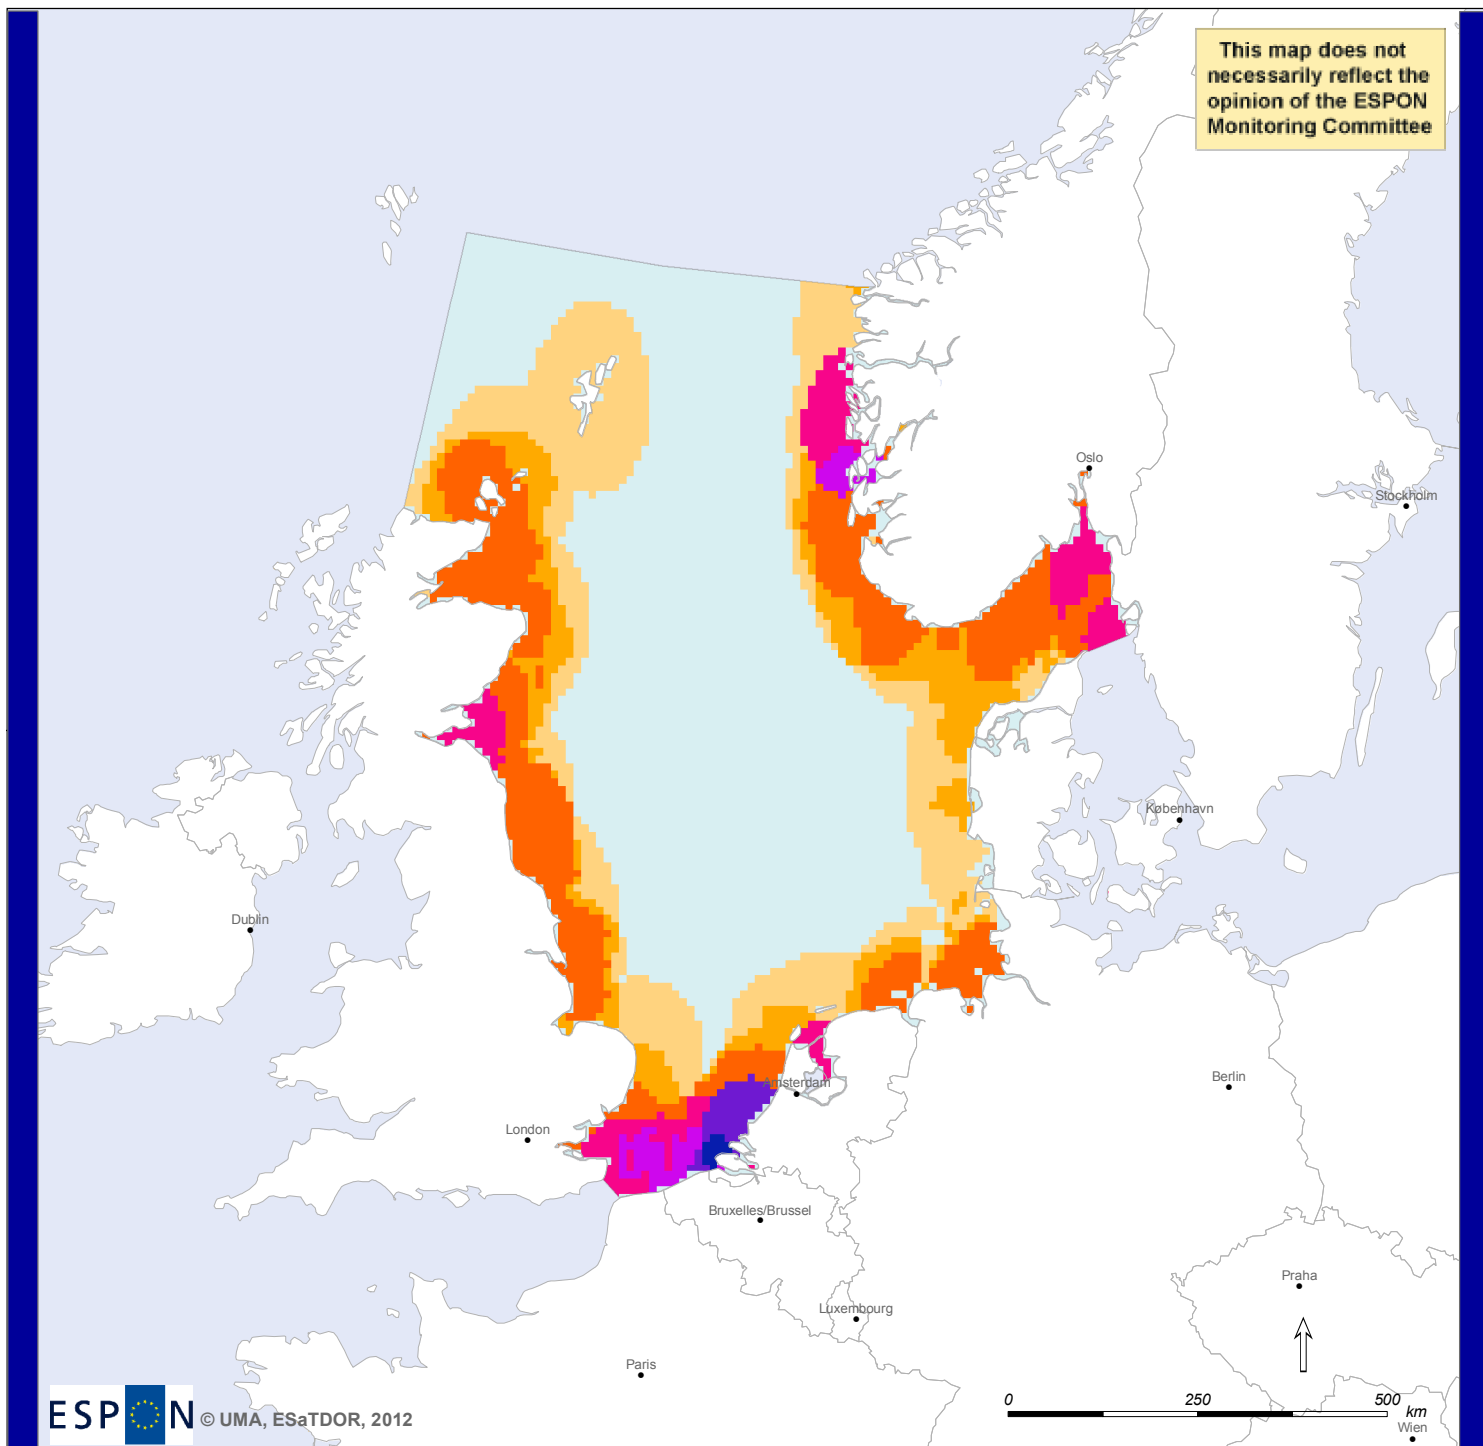 This map does not
necessarily reflect the
opinion of the ESPON
Monitoring Committee
Oslo
Stockholm
København
Dublin
Amsterdam
Berlin
London
Bruxelles/Brussel
Praha
Luxembourg
Paris
0 250 500
km
Wien
ESPON © UMA, ESaTDOR, 2012